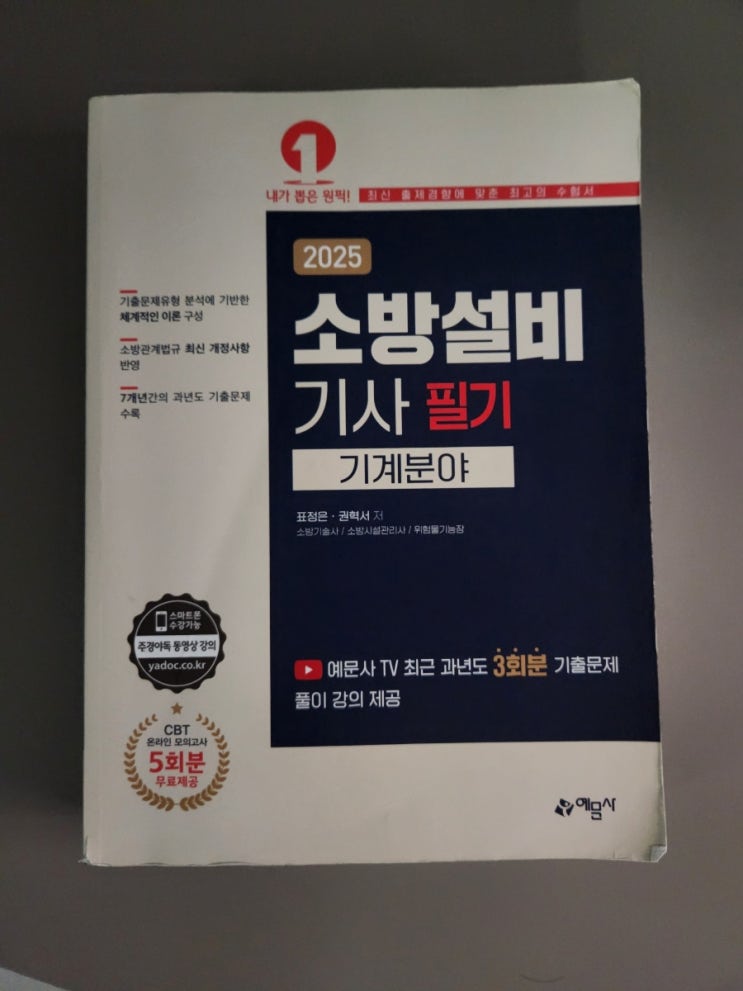 1
내가 뽑은 원픽! 최신 출제경향에 맞춘 최고의 수험서
2025
소방설비
기사 필기
기계분야
표정은 · 권혁서 저
소방기술사 / 소방시설관리사 / 위험물기능장
기출문제유형 분석에 기반한
체계적인 이론 구성
소방관계법규 최신 개정사항
반영
7개년간의 과년도 기출문제
수록
스마트폰
수강가능
주경야독 동영상 강의
yadoc.co.kr
CBT
온라인 모의고사
5회분
무료제공
예문사 TV 최근 과년도 3회분 기출문제
풀이 강의 제공
예문사